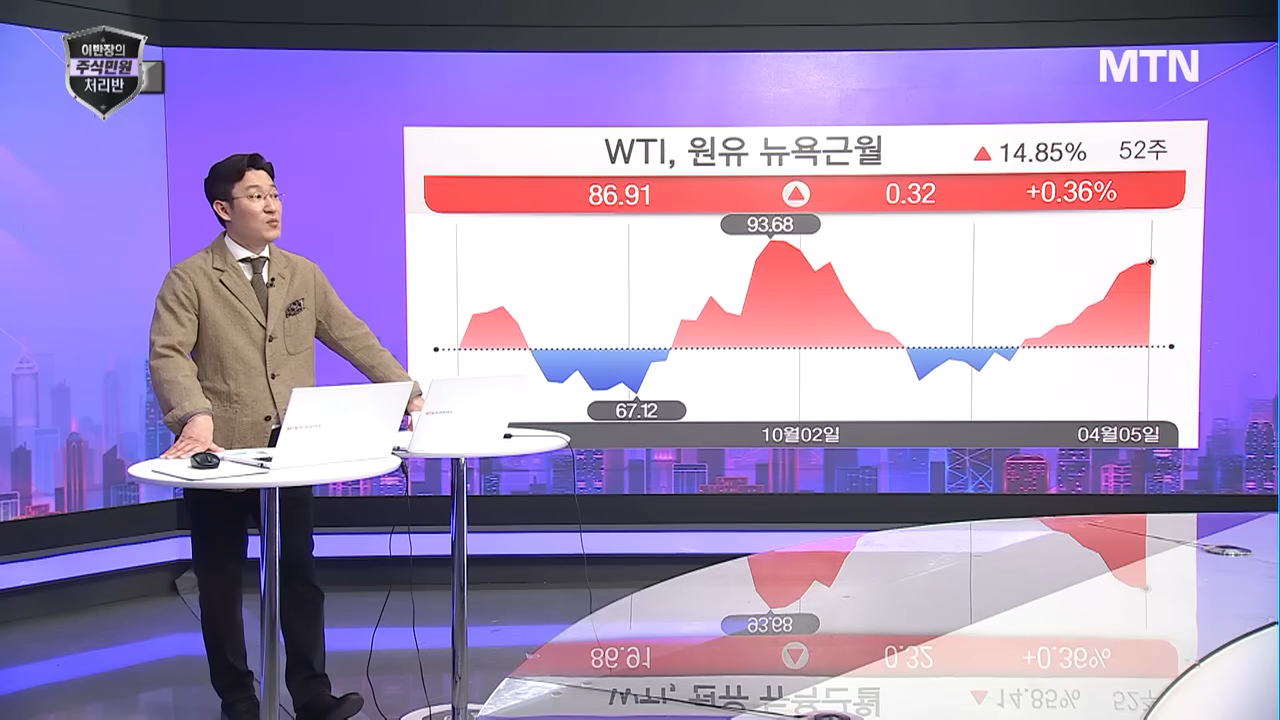 이반장의
주식민원
처리반
MTN
WTI, 원유 뉴욕근월
▲ 14.85% 52주
86.91 ▲ 0.32 +0.36%
93.68
67.12
10월02일 04월05일